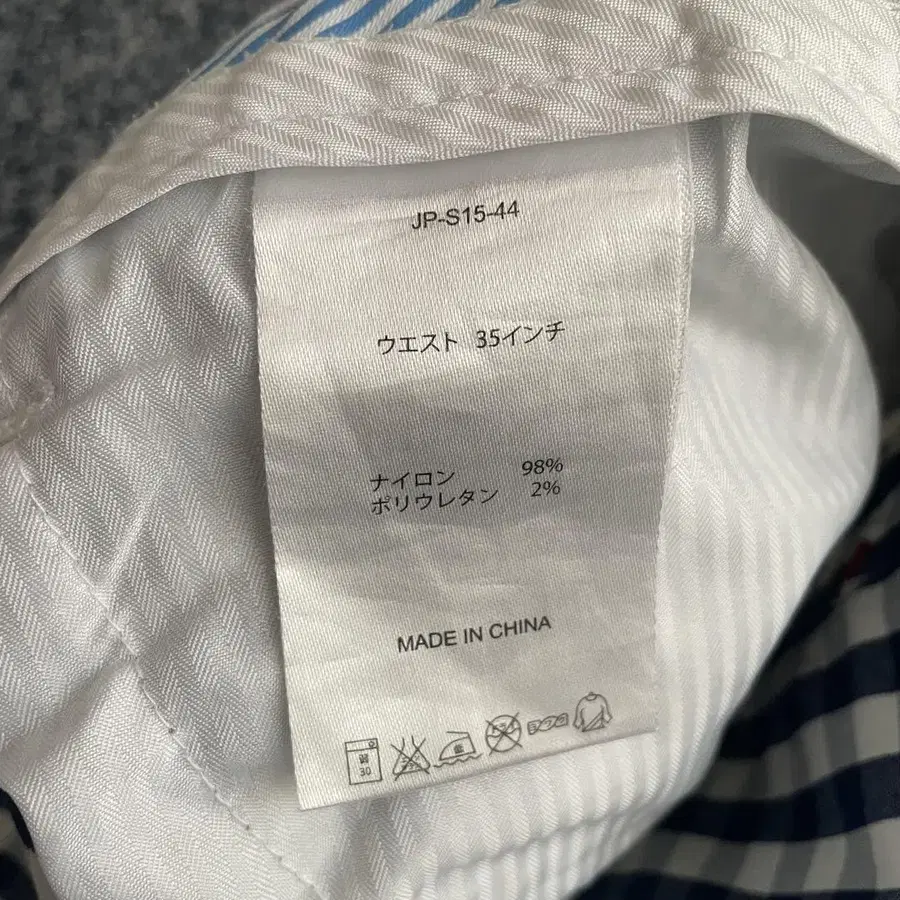 JP-S15-44
ウエスト 35インチ
ナイロン 98%
ポリウレタン 2%
MADE IN CHINA
30